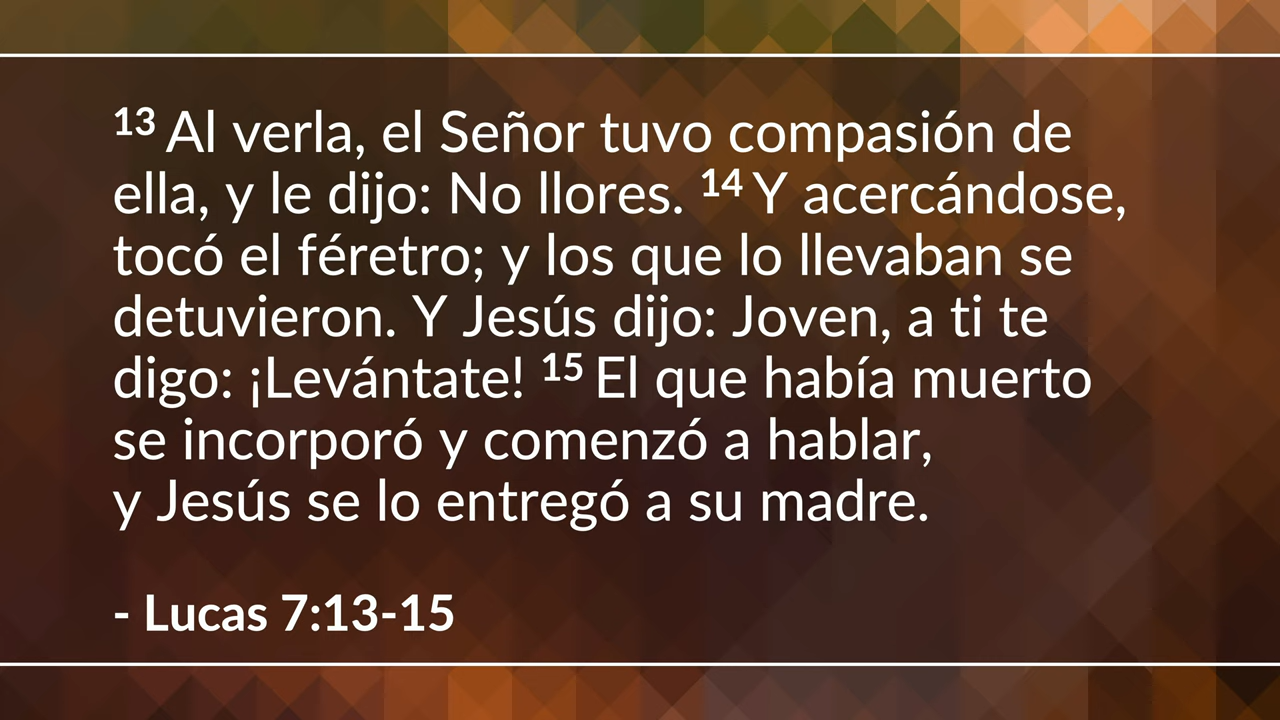 13 Al verla, el Señor tuvo compasión de
ella, y le dijo: No llores. 14 Y acercándose,
tocó el féretro; y los que lo llevaban se
detuvieron. Y Jesús dijo: Joven, a ti te
digo: ¡Levántate! 15 El que había muerto
se incorporó y comenzó a hablar,
y Jesús se lo entregó a su madre.
- Lucas 7:13-15